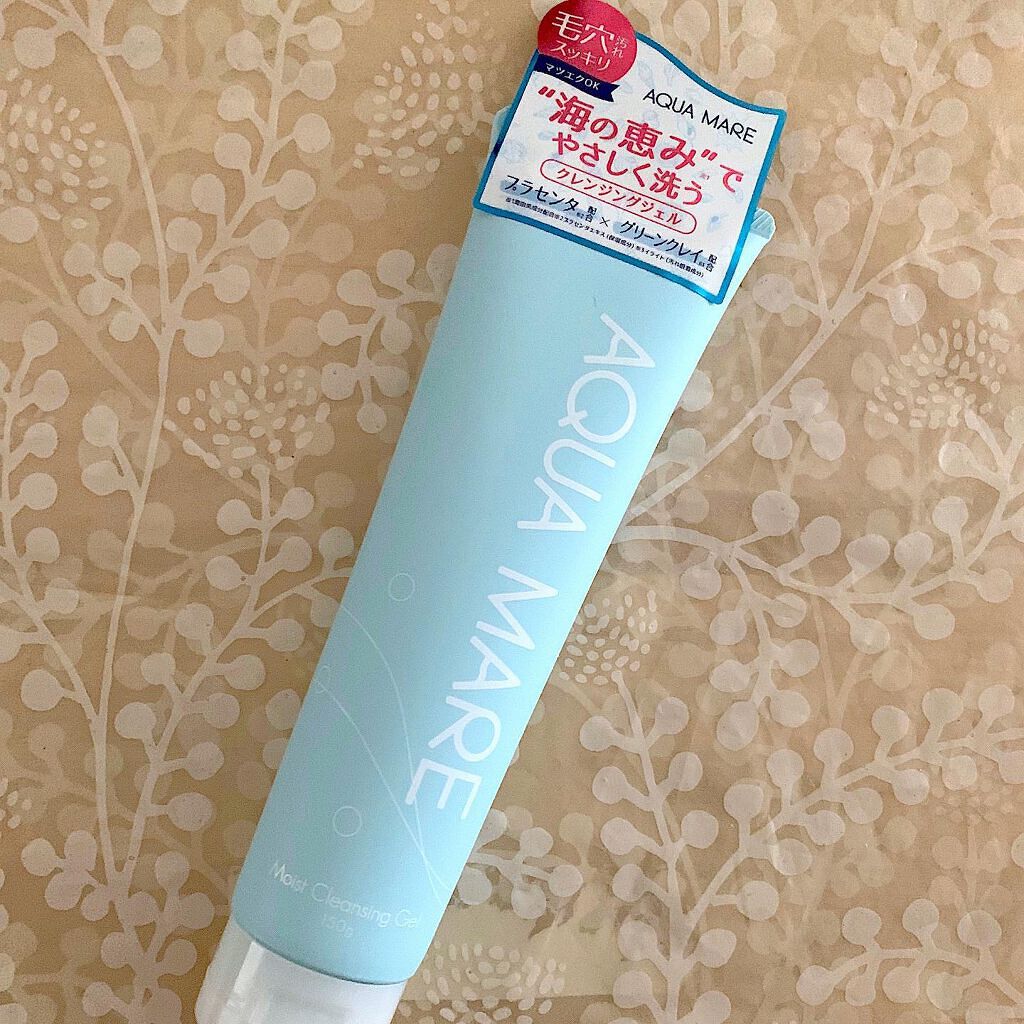 毛穴汚れ
スッキリ
マツエクOK
AQUA MARE
"海の恵み"で
※1
やさしく洗う
クレンジングジェル
プラセンタ※2配合 × グリーンクレイ※3配合
AQUA MARE
Moist Cleansing Gel
150g